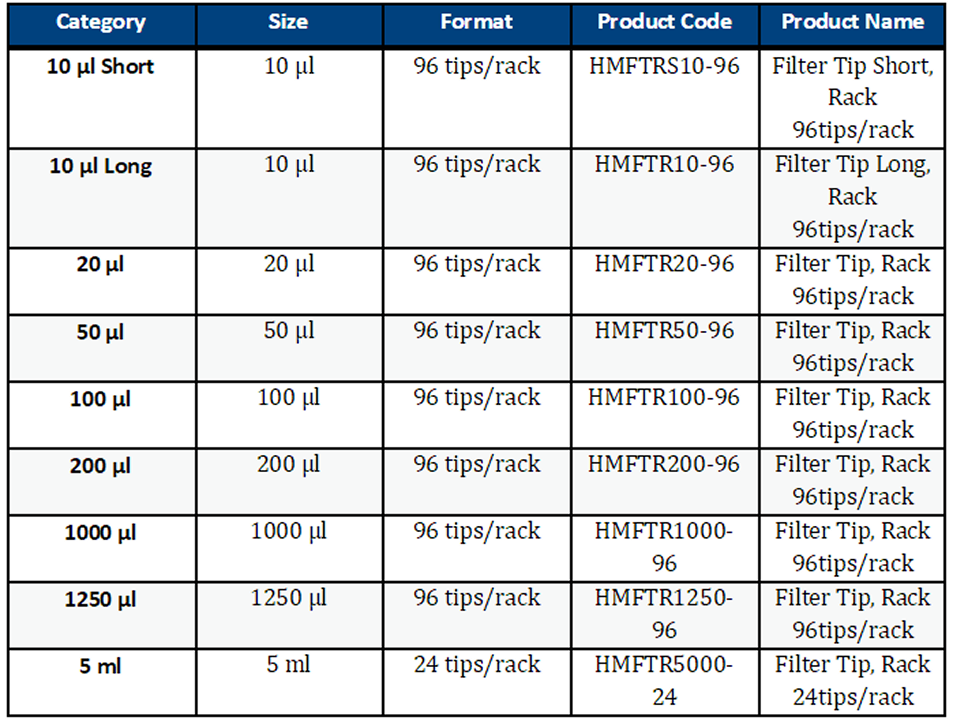 Category Size Format Product Code Product Name
10 µl Short 10 µl 96 tips/rack HMFTRS10-96 Filter Tip Short,
Rack
96tips/rack
10 µl Long 10 µl 96 tips/rack HMFTR10-96 Filter Tip Long,
Rack
96tips/rack
20 µl 20 µl 96 tips/rack HMFTR20-96 Filter Tip, Rack
96tips/rack
50 µl 50 µl 96 tips/rack HMFTR50-96 Filter Tip, Rack
96tips/rack
100 µl 100 µl 96 tips/rack HMFTR100-96 Filter Tip, Rack
96tips/rack
200 µl 200 µl 96 tips/rack HMFTR200-96 Filter Tip, Rack
96tips/rack
1000 µl 1000 µl 96 tips/rack HMFTR1000- Filter Tip, Rack
96 96tips/rack
1250 µl 1250 µl 96 tips/rack HMFTR1250- Filter Tip, Rack
96 96tips/rack
5 ml 5 ml 24 tips/rack HMFTR5000- Filter Tip, Rack
24 24tips/rack